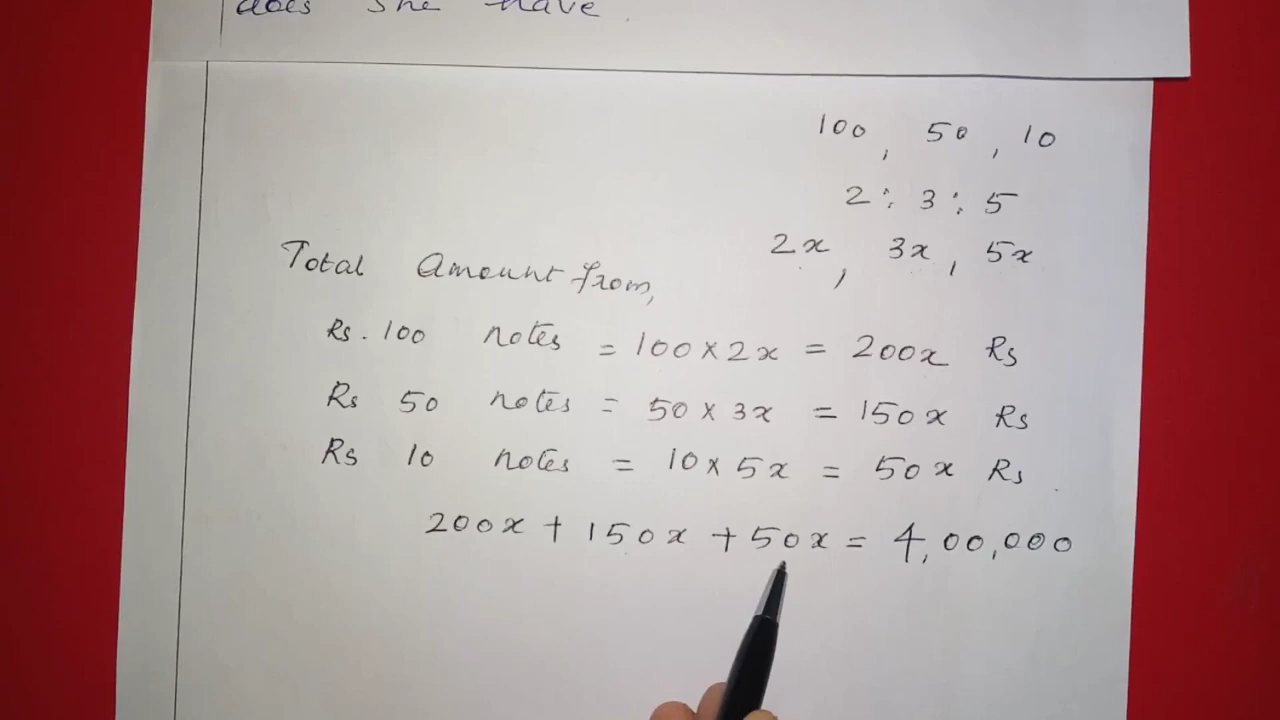 does she have
100, 50, 10
2:3:5
2x, 3x, 5x
Total Amount from,
Rs. 100 notes = 100 × 2x = 200x Rs
Rs 50 notes = 50 × 3x = 150x Rs
Rs 10 notes = 10 × 5x = 50x Rs
200x + 150x + 50x = 4,00,000